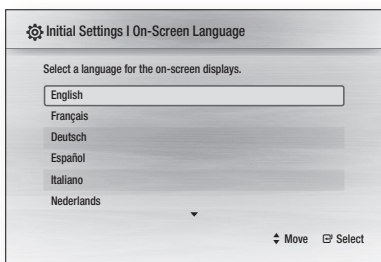 Initial Settings I On-Screen Language
Select a language for the on-screen displays.
English
Français
Deutsch
Español
Italiano
Nederlands
Move Select